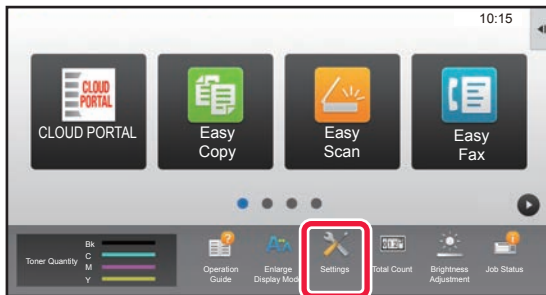 10:15
CLOUD
PORTAL
CLOUD PORTAL
Easy
Copy
Easy
Scan
Easy
Fax
Toner Quantity
Bk
C
M
Y
Operation
Guide
Enlarge
Display Mode
Settings
Total Count
Brightness
Adjustment
Job Status